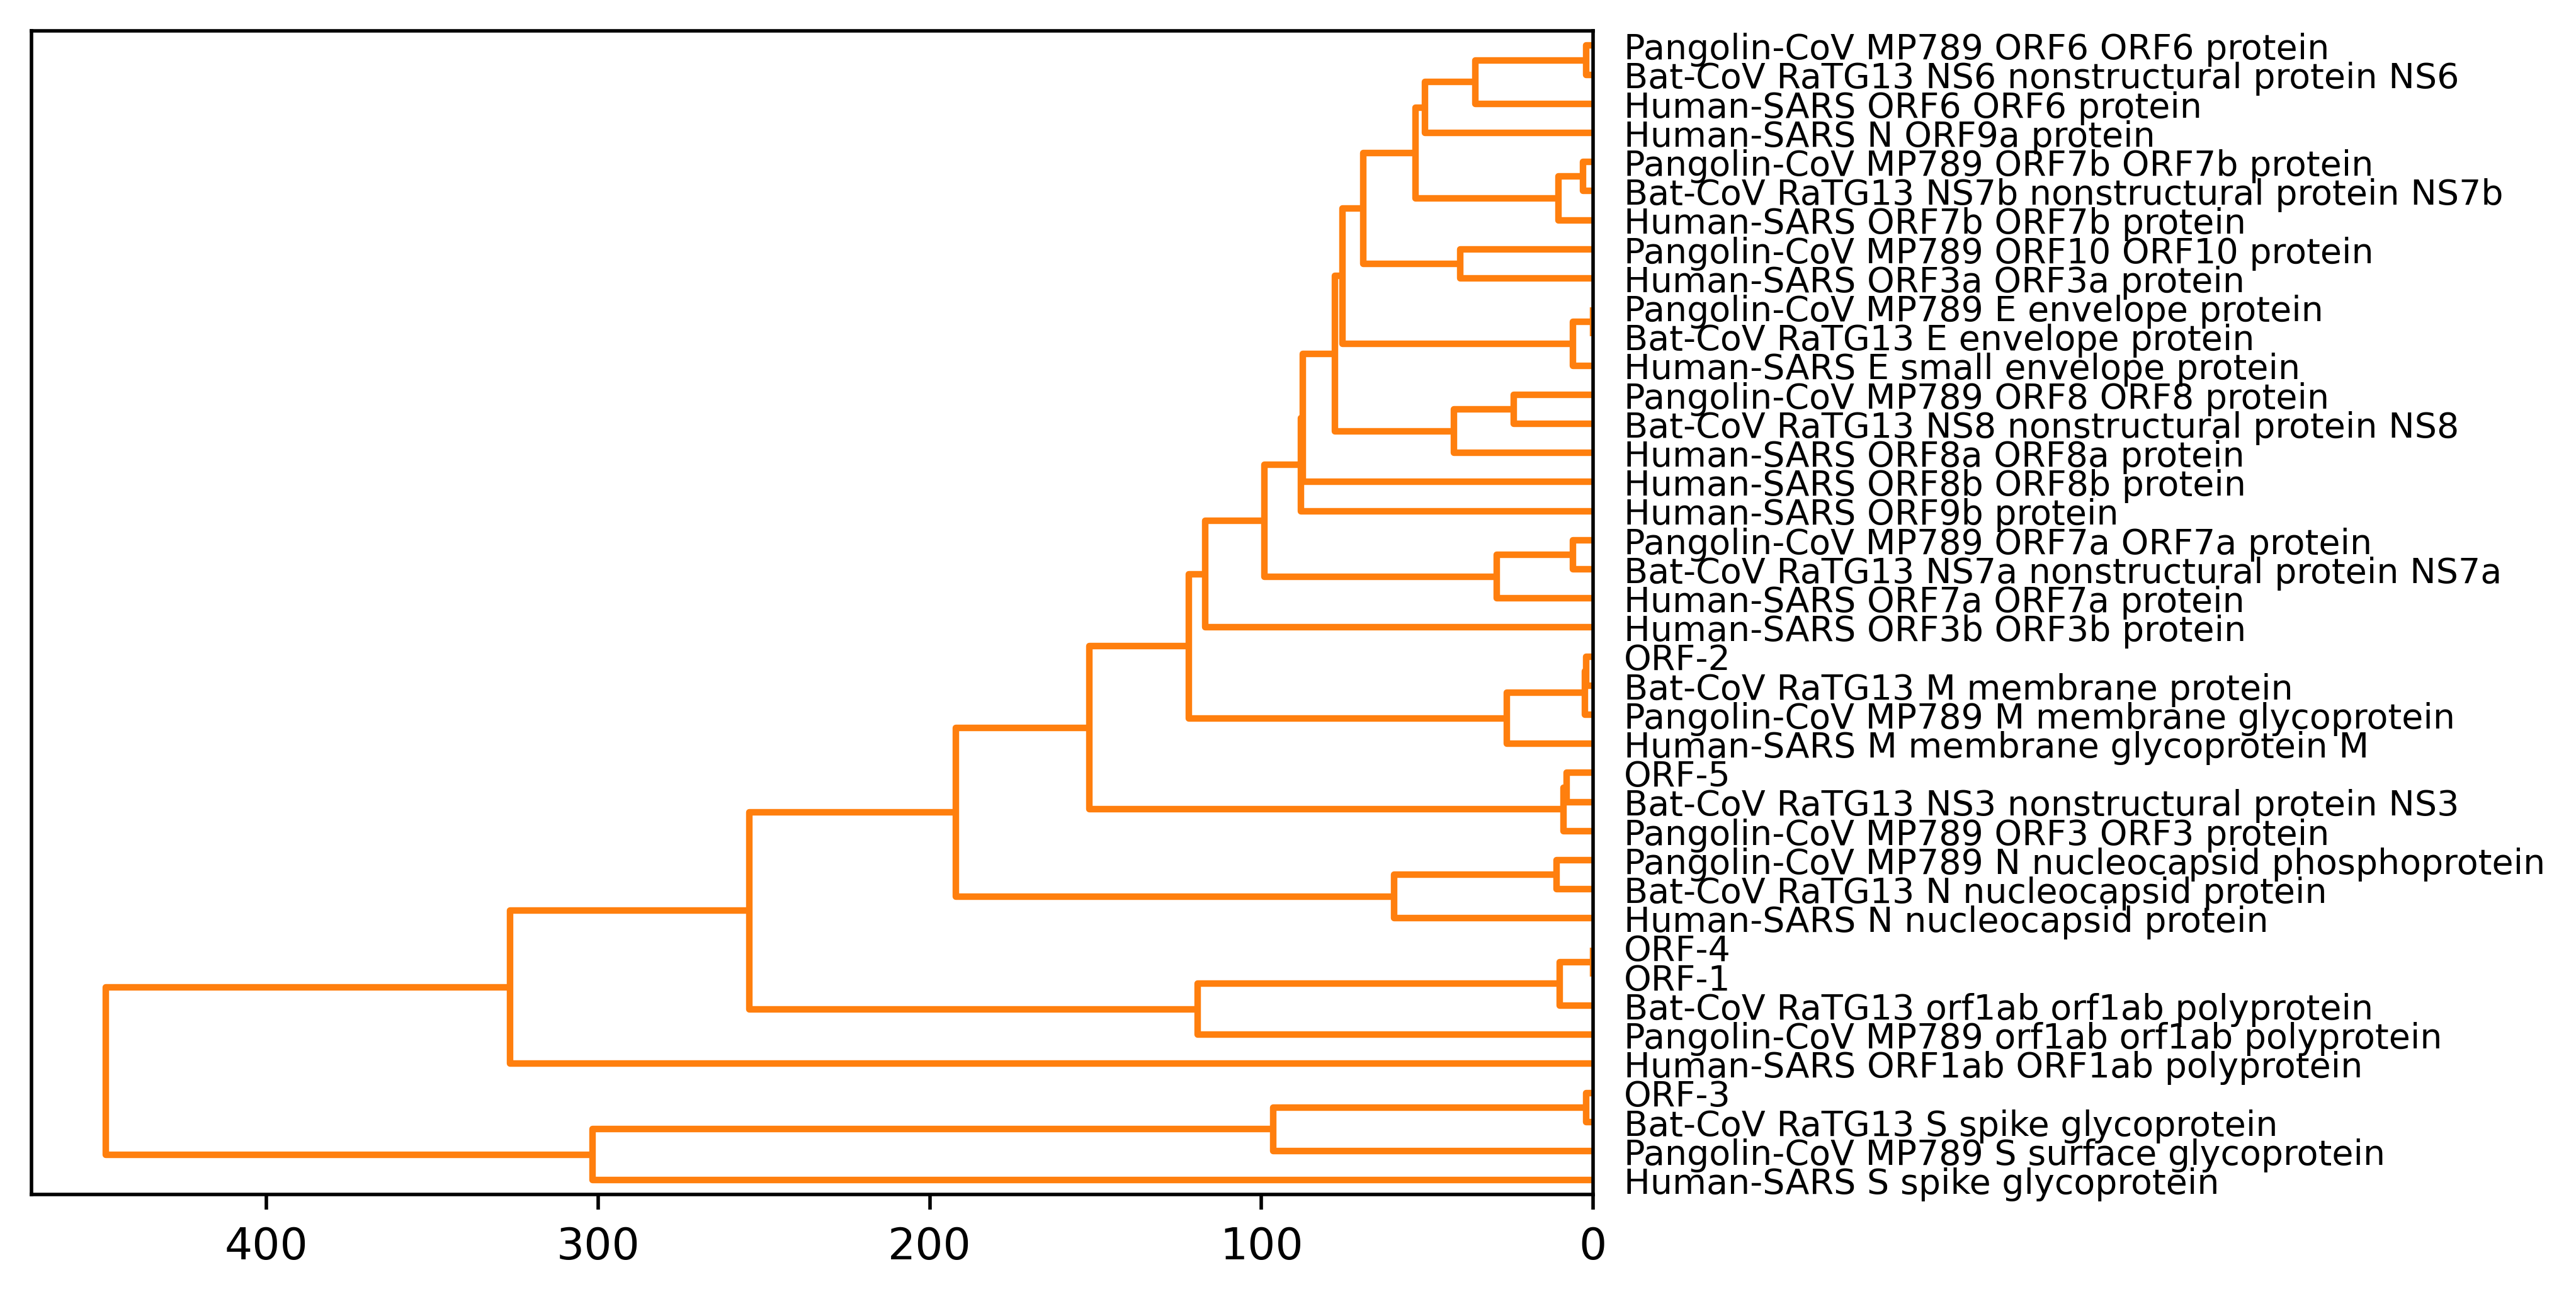 Pangolin-CoV MP789 ORF6 ORF6 protein
Bat-CoV RaTG13 NS6 nonstructural protein NS6
Human-SARS ORF6 ORF6 protein
Human-SARS N ORF9a protein
Pangolin-CoV MP789 ORF7b ORF7b protein
Bat-CoV RaTG13 NS7b nonstructural protein NS7b
Human-SARS ORF7b ORF7b protein
Pangolin-CoV MP789 ORF10 ORF10 protein
Human-SARS ORF3a ORF3a protein
Pangolin-CoV MP789 E envelope protein
Bat-CoV RaTG13 E envelope protein
Human-SARS E small envelope protein
Pangolin-CoV MP789 ORF8 ORF8 protein
Bat-CoV RaTG13 NS8 nonstructural protein NS8
Human-SARS ORF8a ORF8a protein
Human-SARS ORF8b ORF8b protein
Human-SARS ORF9b protein
Pangolin-CoV MP789 ORF7a ORF7a protein
Bat-CoV RaTG13 NS7a nonstructural protein NS7a
Human-SARS ORF7a ORF7a protein
Human-SARS ORF3b ORF3b protein
ORF-2
Bat-CoV RaTG13 M membrane protein
Pangolin-CoV MP789 M membrane glycoprotein
Human-SARS M membrane glycoprotein M
ORF-5
Bat-CoV RaTG13 NS3 nonstructural protein NS3
Pangolin-CoV MP789 ORF3 ORF3 protein
Pangolin-CoV MP789 N nucleocapsid phosphoprotein
Bat-CoV RaTG13 N nucleocapsid protein
Human-SARS N nucleocapsid protein
ORF-4
ORF-1
Bat-CoV RaTG13 orf1ab orf1ab polyprotein
Pangolin-CoV MP789 orf1ab orf1ab polyprotein
Human-SARS ORF1ab ORF1ab polyprotein
ORF-3
Bat-CoV RaTG13 S spike glycoprotein
Pangolin-CoV MP789 S surface glycoprotein
Human-SARS S spike glycoprotein
400 300 200 100 0